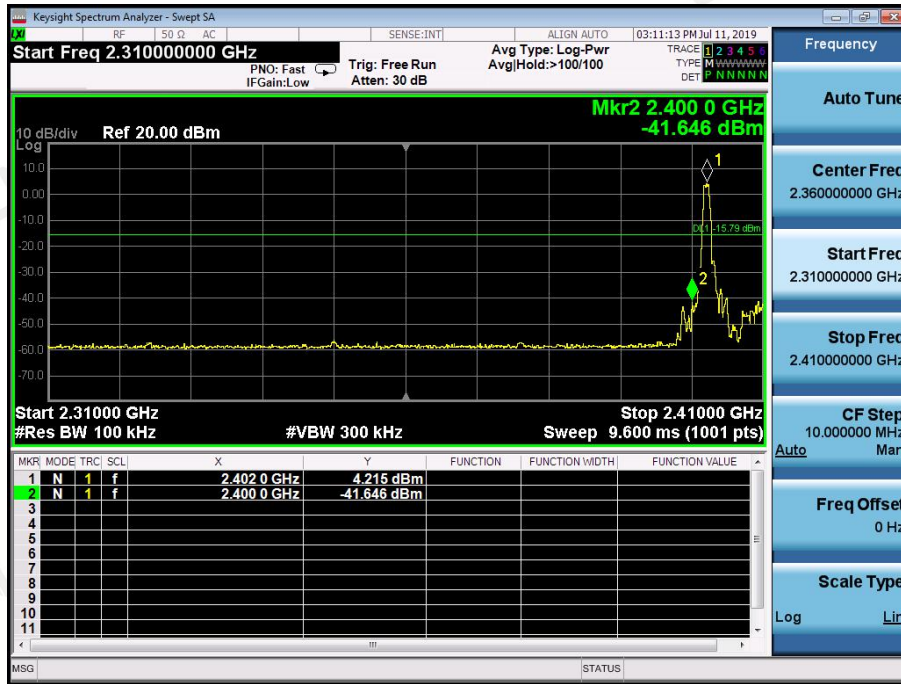 Keysight Spectrum Analyzer - Swept SA
LXI RF 50 Ω AC SENSE:INT ALIGN AUTO 03:11:13 PM Jul 11, 2019
Start Freq 2.310000000 GHz
PNO: Fast
IFGain:Low
Trig: Free Run
Atten: 30 dB
Avg Type: Log-Pwr
Avg|Hold:>100/100
TRACE 1 2 3 4 5 6
TYPE M WWWWW
DET P N N N N N
Mkr2 2.400 0 GHz
-41.646 dBm
10 dB/div Ref 20.00 dBm
Log
10.0
0.00
-10.0
-20.0
-30.0
-40.0
-50.0
-60.0
-70.0
1
DL1 -15.79 dBm
2
Start 2.31000 GHz Stop 2.41000 GHz
#Res BW 100 kHz #VBW 300 kHz Sweep 9.600 ms (1001 pts)
MKR MODE TRC SCL X Y FUNCTION FUNCTION WIDTH FUNCTION VALUE
1 N 1 f 2.402 0 GHz 4.215 dBm
2 N 1 f 2.400 0 GHz -41.646 dBm
3
4
5
6
7
8
9
10
11
MSG STATUS
Frequency
Auto Tune
Center Freq
2.360000000 GHz
Start Freq
2.310000000 GHz
Stop Freq
2.410000000 GHz
CF Step
10.000000 MHz
Auto Man
Freq Offset
0 Hz
Scale Type
Log Lin